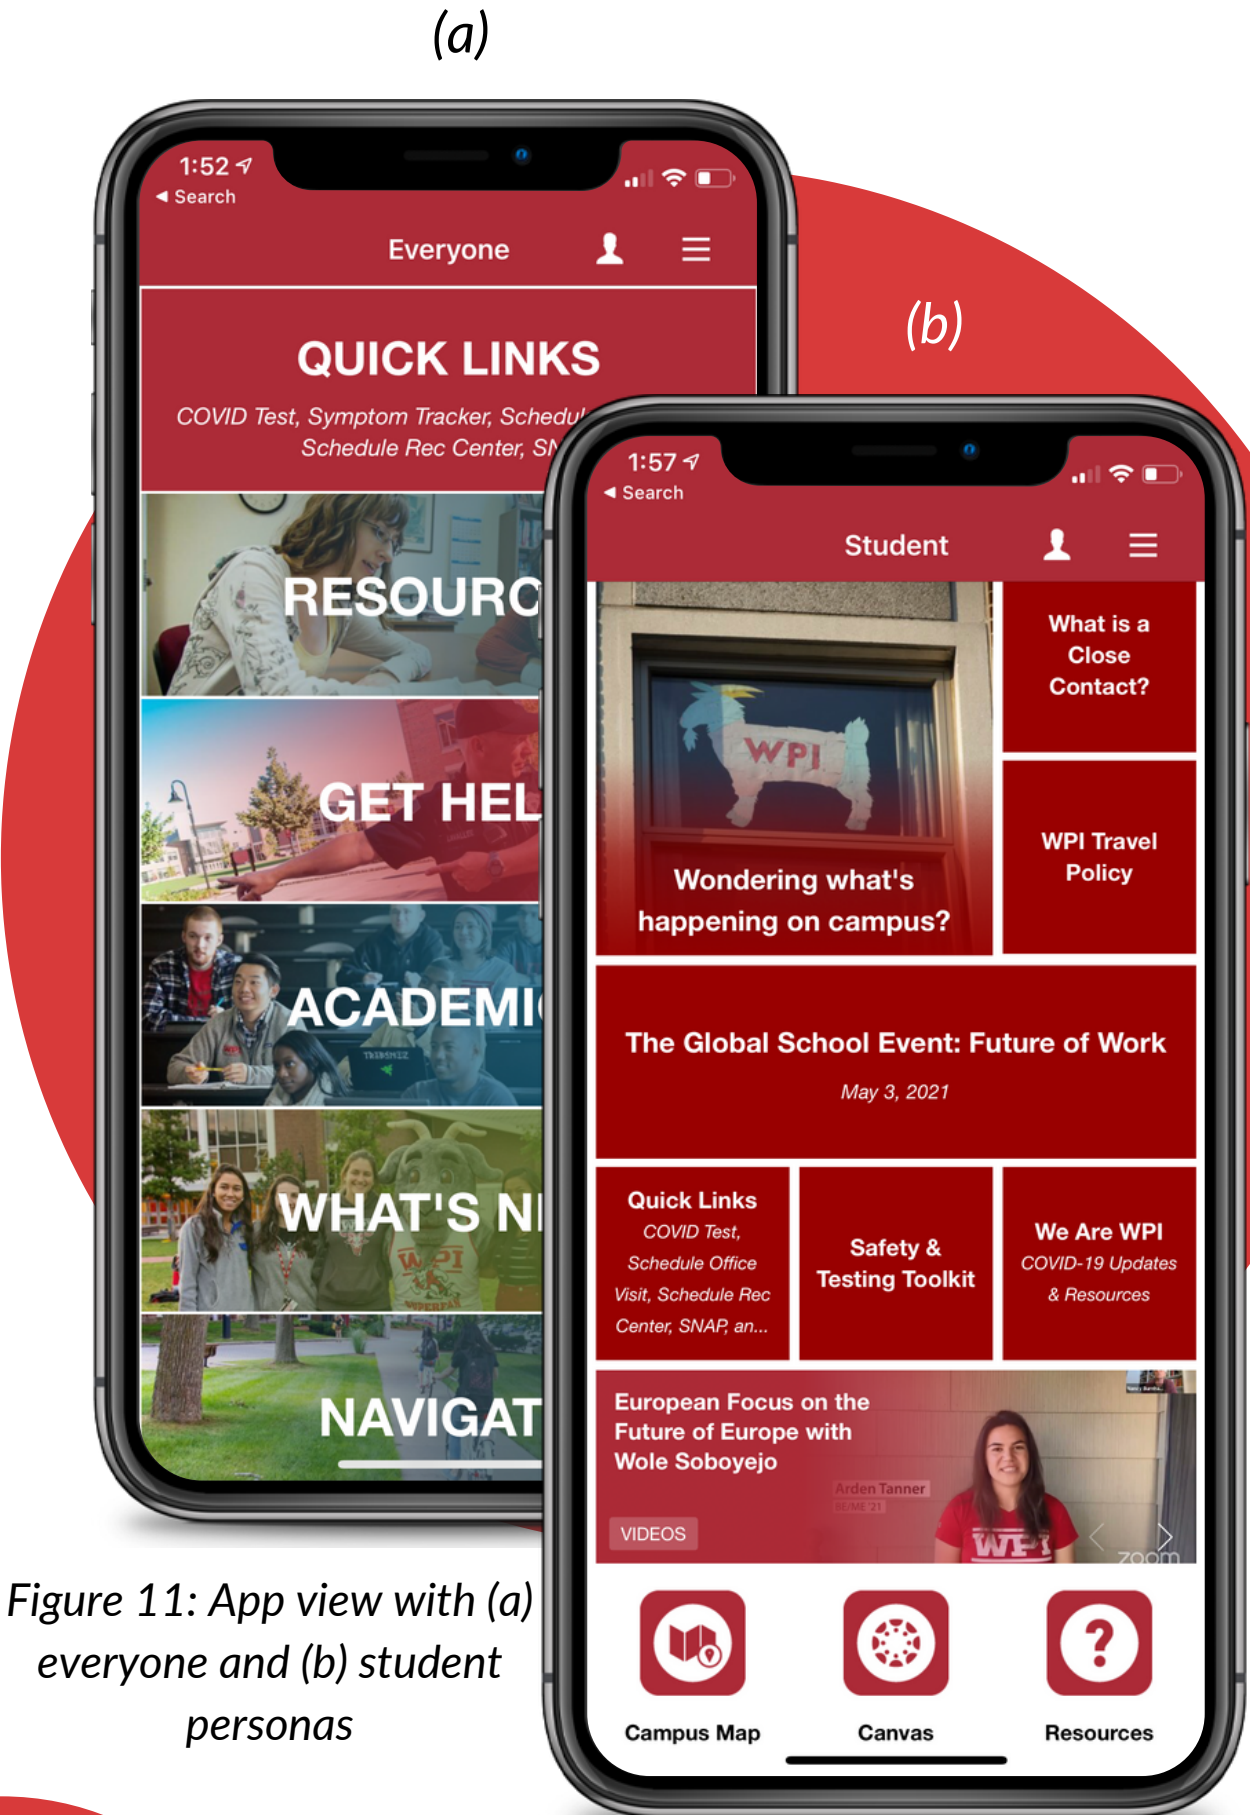 (a)
1:52
Search
Everyone
QUICK LINKS
COVID Test, Symptom Tracker, Schedul
Schedule Rec Center, SN
RESOURC
GET HEL
ACADEMI
WHAT'S N
WPI
NAVIGAT
(b)
1:57
Search
Student
WPI
Wondering what's
happening on campus?
What is a
Close
Contact?
WPI Travel
Policy
The Global School Event: Future of Work
May 3, 2021
Quick Links
COVID Test,
Schedule Office
Visit, Schedule Rec
Center, SNAP, an...
Safety &
Testing Toolkit
We Are WPI
COVID-19 Updates
& Resources
European Focus on the
Future of Europe with
Wole Soboyejo
Arden Tanner
BE/ME '21
VIDEOS
WPI
zoom
Campus Map
Canvas
Resources
Figure 11: App view with (a)
everyone and (b) student
personas